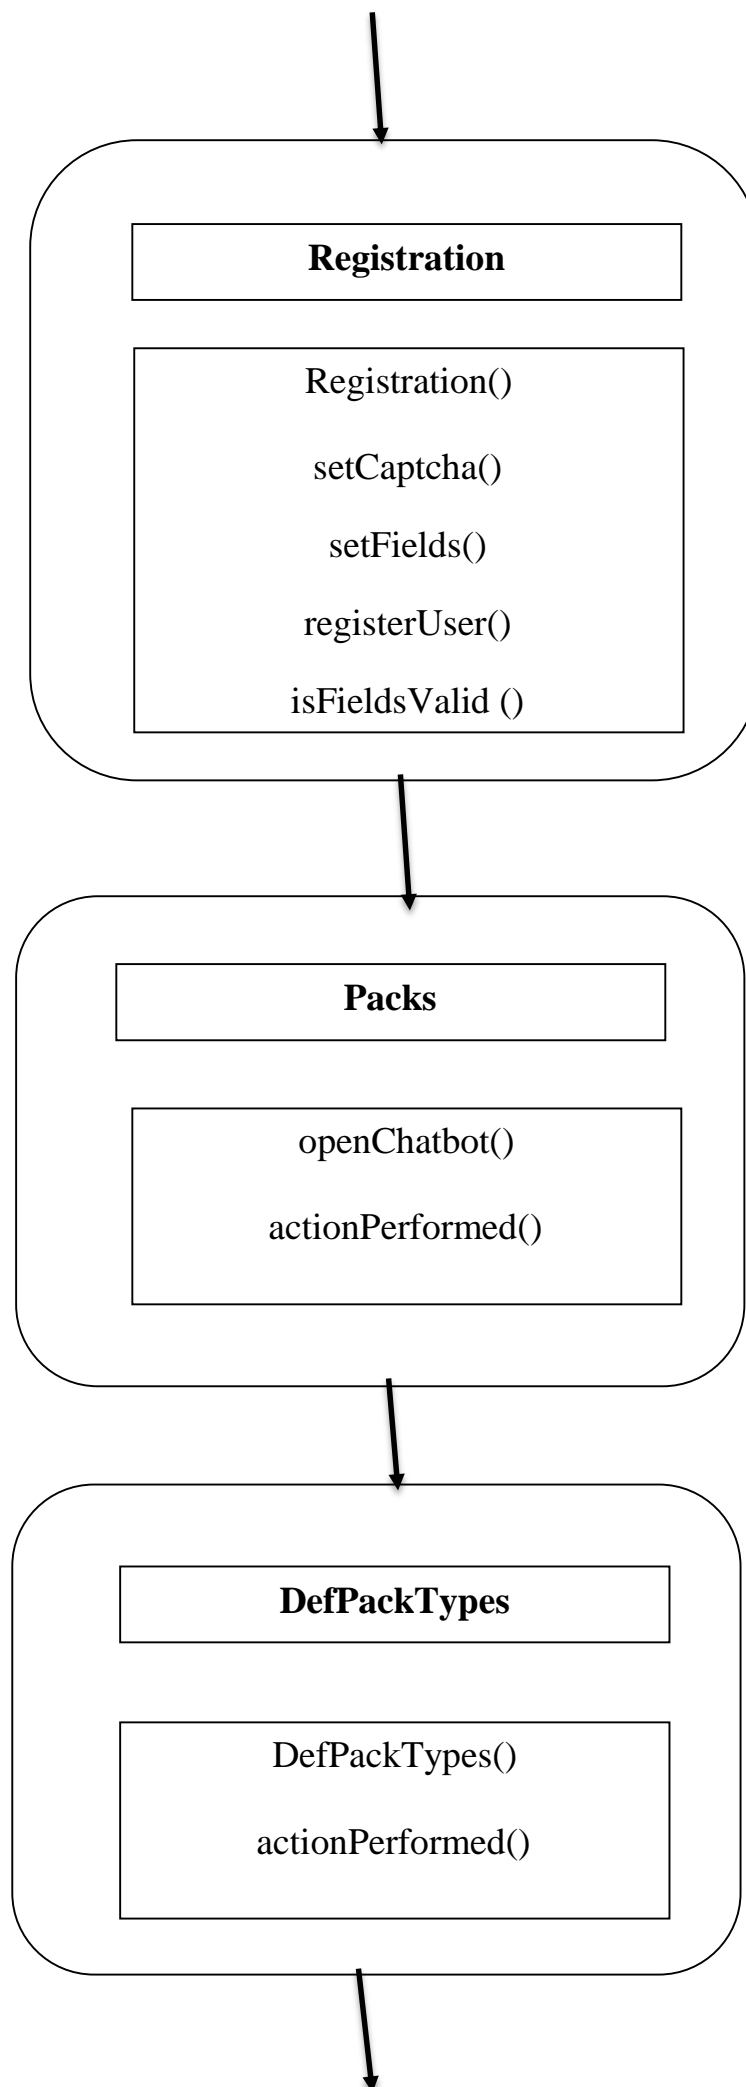 Registration
Registration()
setCaptcha()
setFields()
registerUser()
isFieldsValid ()
Packs
openChatbot()
actionPerformed()
DefPackTypes
DefPackTypes()
actionPerformed()